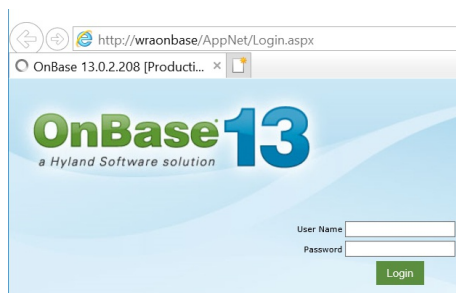 http://wraonbase/AppNet/Login.aspx
OnBase 13.0.2.208 [Producti... ×
OnBase 13
a Hyland Software solution
User Name
Password
Login